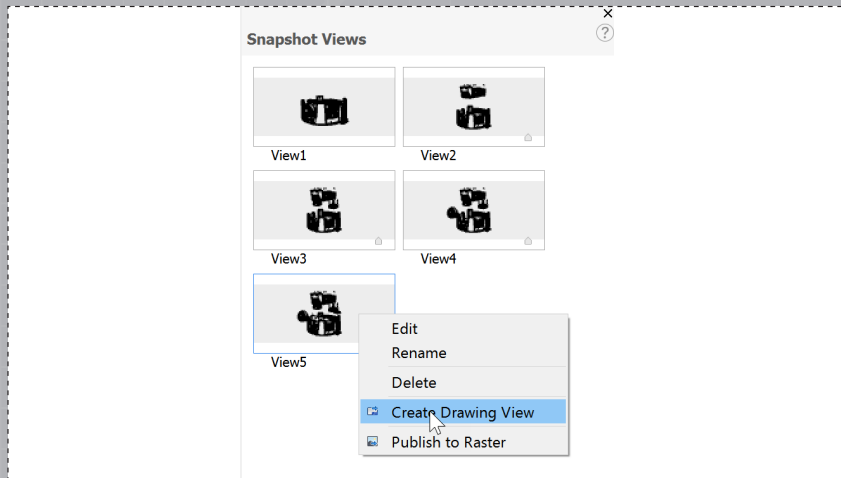 Snapshot Views
?
View1
View2
View3
View4
View5
Edit
Rename
Delete
Create Drawing View
Publish to Raster